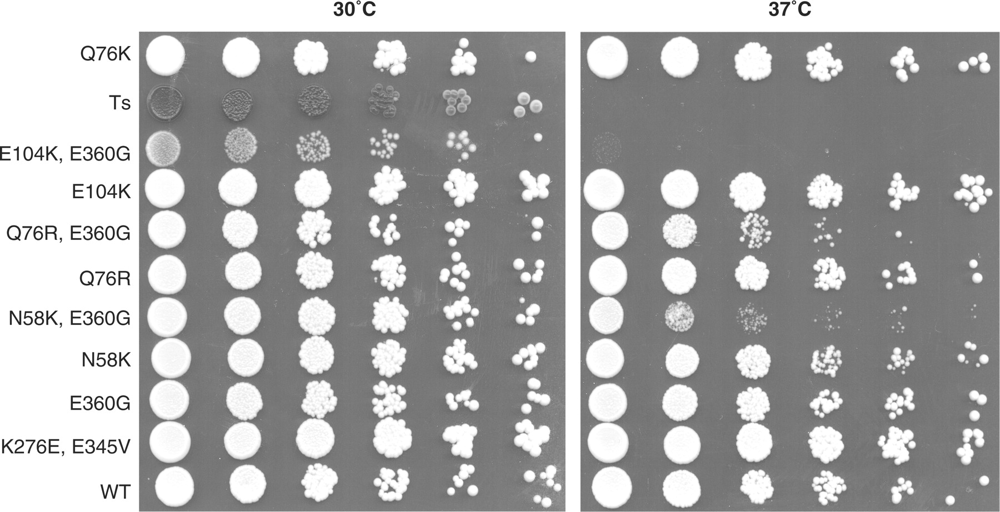 30˚C 37˚C
Q76K
Ts
E104K, E360G
E104K
Q76R, E360G
Q76R
N58K, E360G
N58K
E360G
K276E, E345V
WT